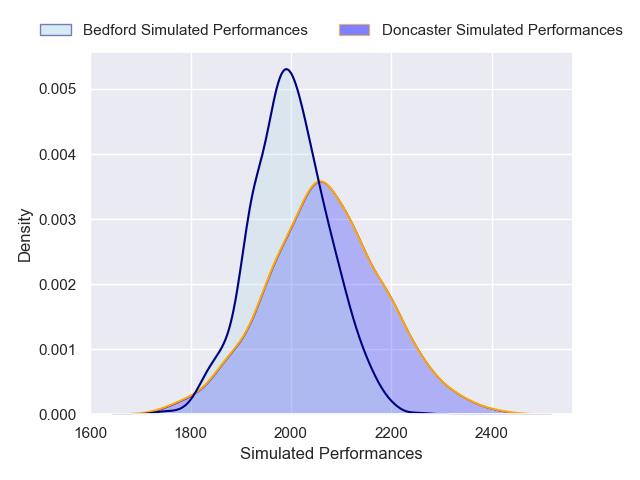 Bedford Simulated Performances
Doncaster Simulated Performances
0.005
0.004
0.003
0.002
0.001
0.000
Density
1600
1800
2000
2200
2400
Simulated Performances